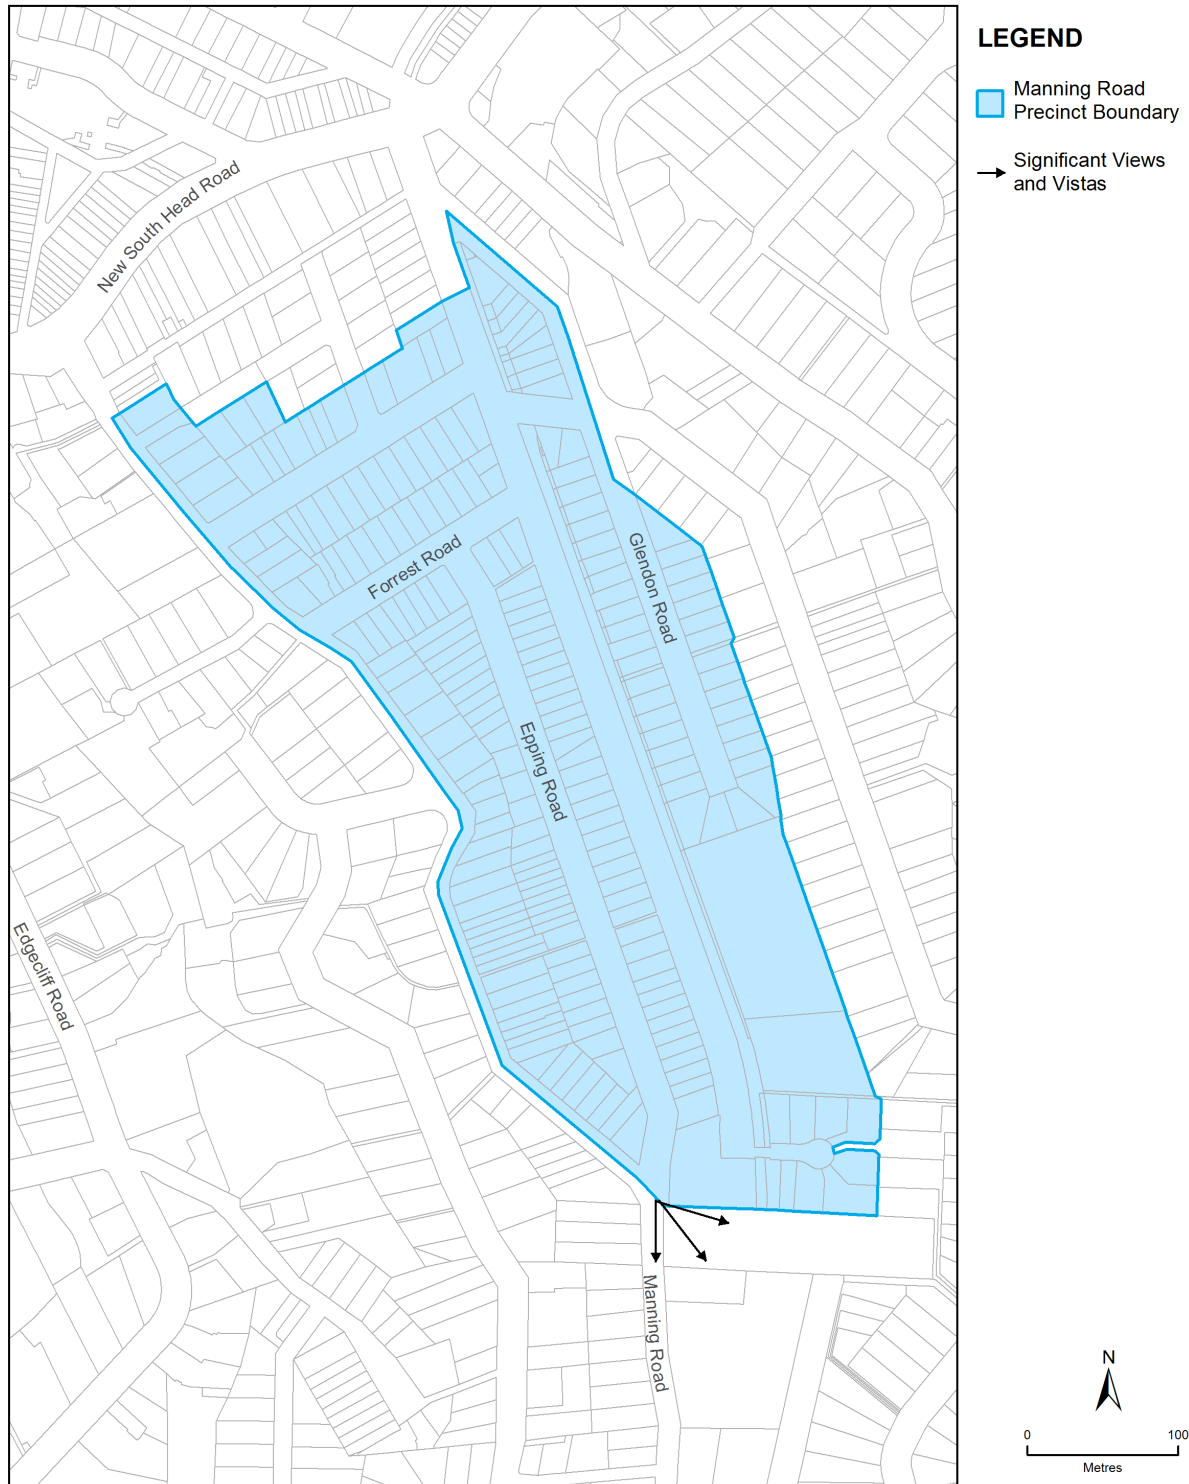 LEGEND
Manning Road
Precinct Boundary
Significant Views
and Vistas
New South Head Road
Forrest Road
Glendon Road
Epping Road
Edgecliff Road
Manning Road
N
0 100
Metres